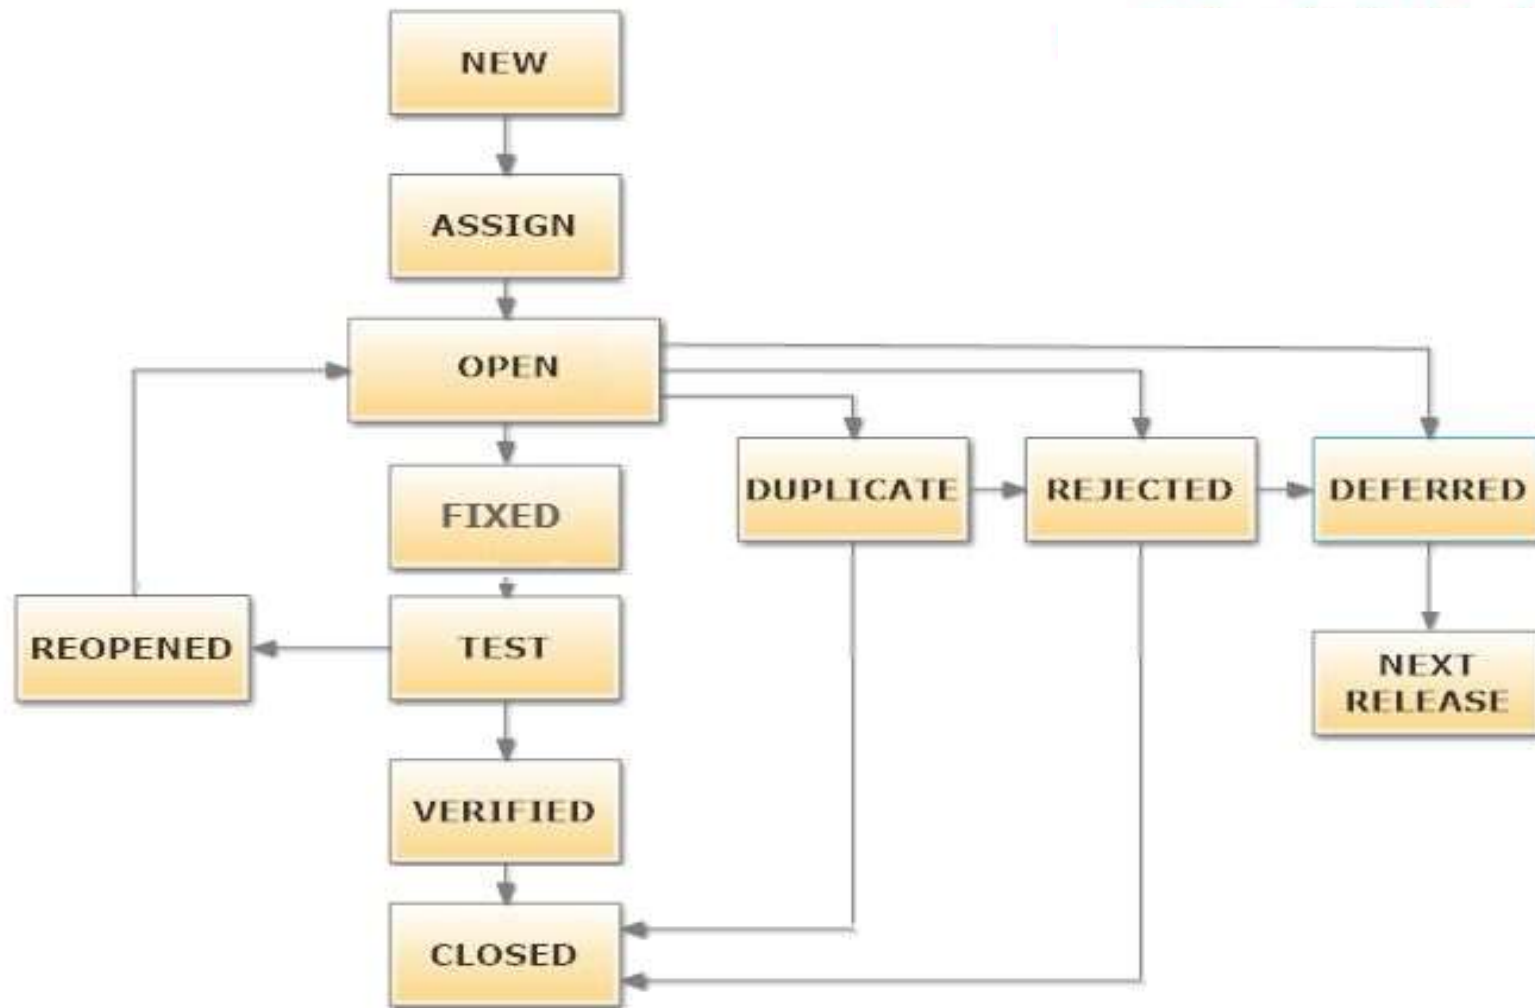 NEW
ASSIGN
OPEN
FIXED
DUPLICATE
REJECTED
DEFERRED
REOPENED
TEST
NEXT
RELEASE
VERIFIED
CLOSED